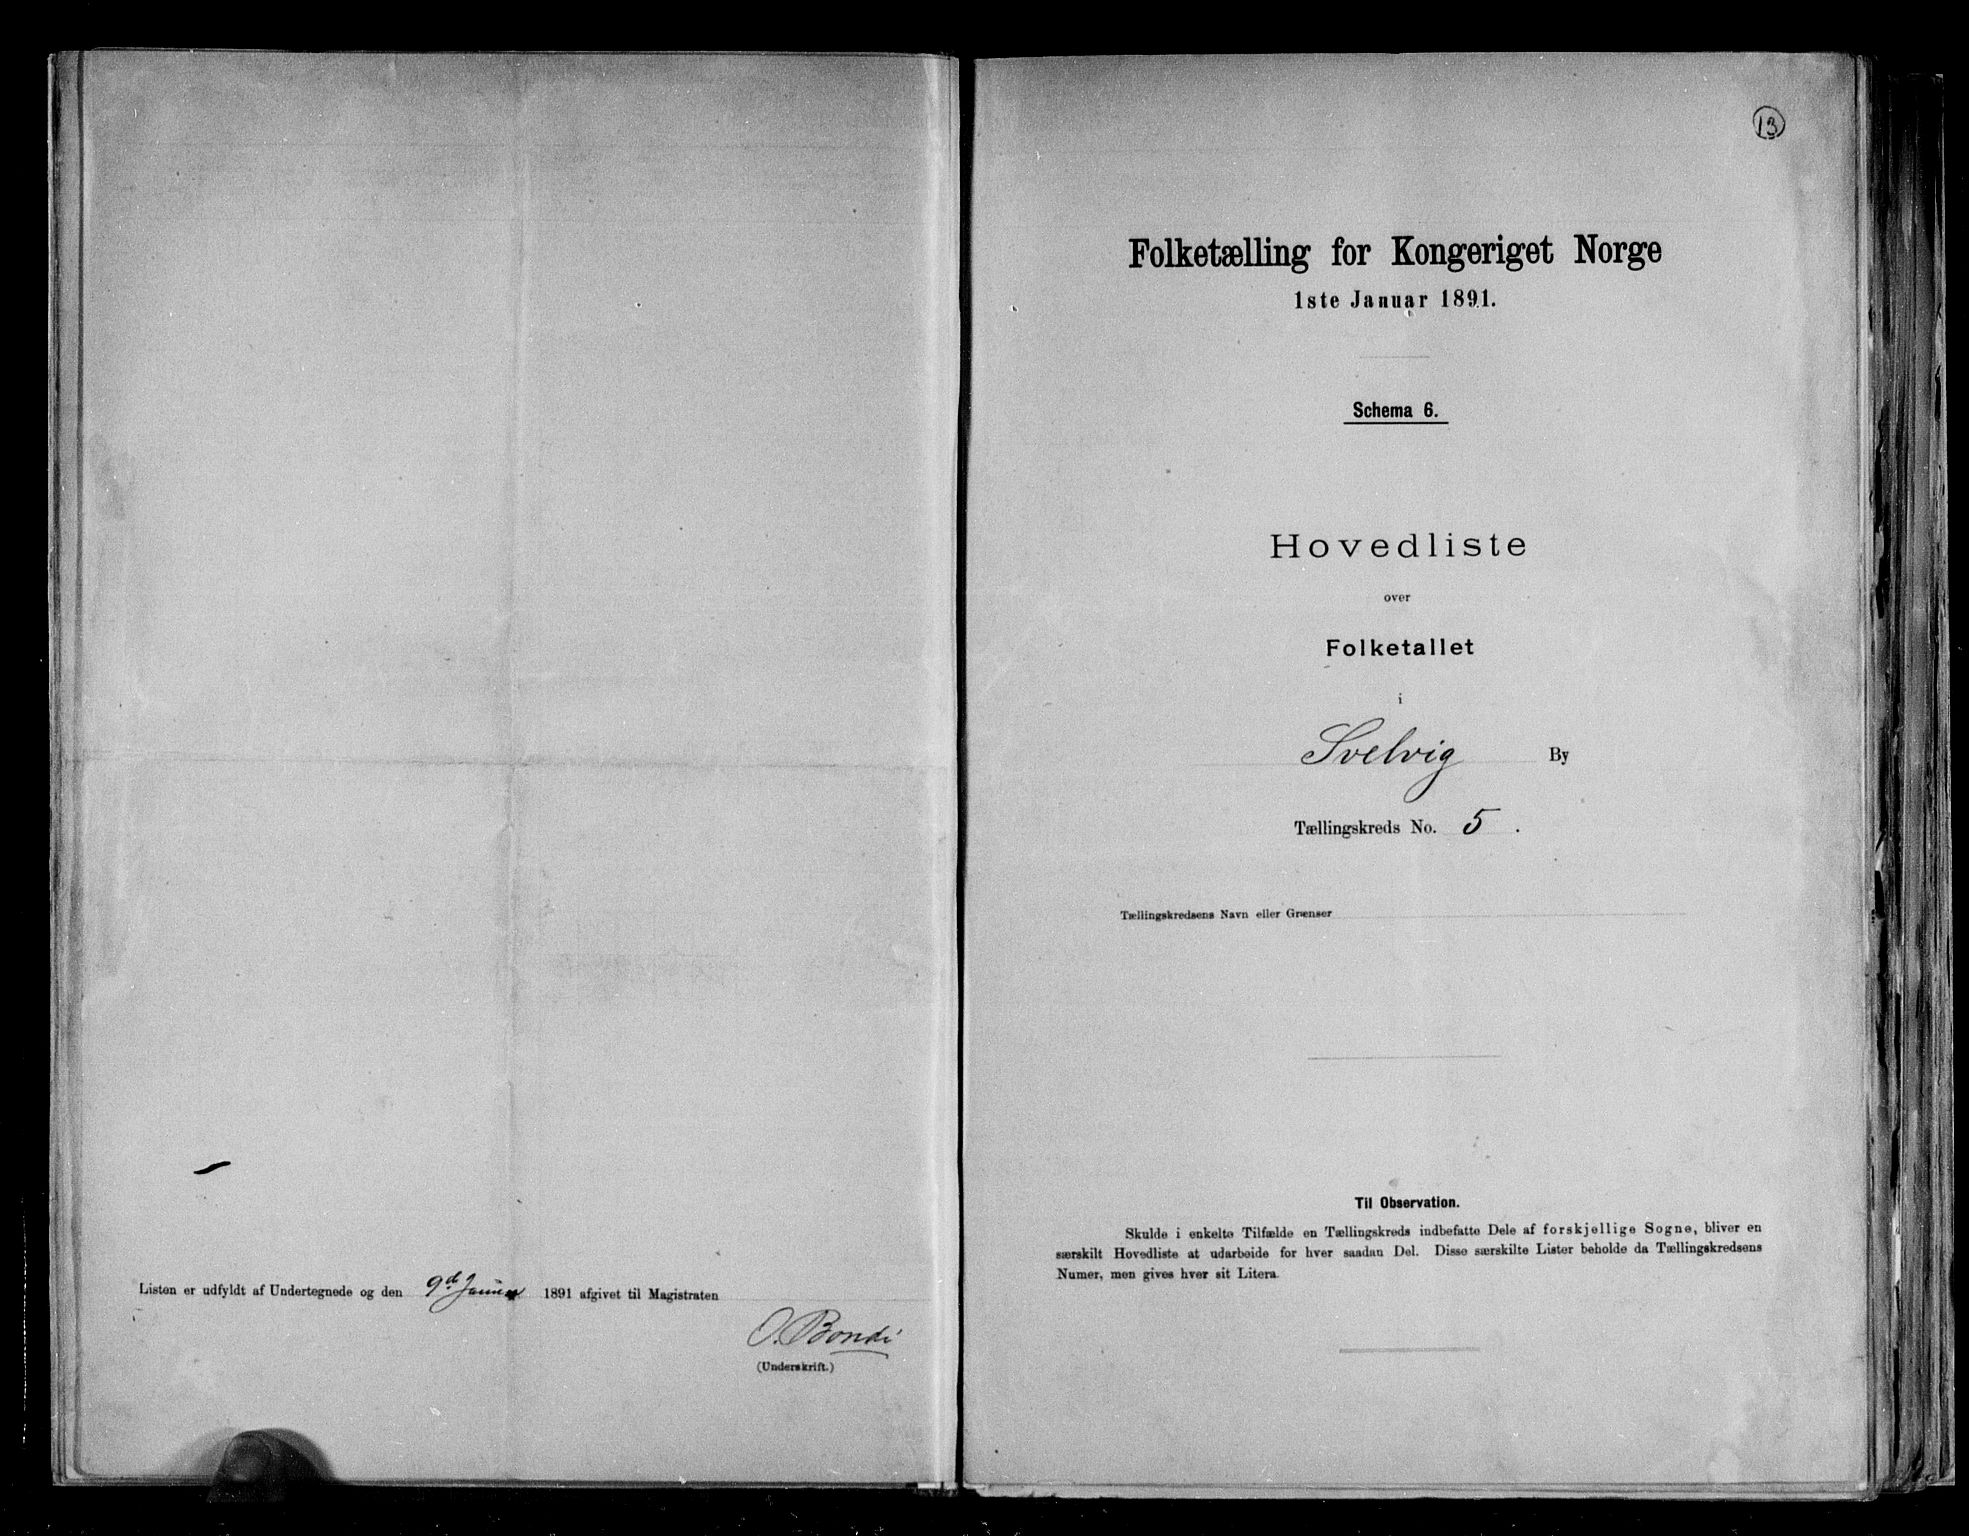 Listen er udfyldt af Undertegnede og den 9d Januar 1891 afgivet til Magistraten
O. Bondi
(Underskrift.)
13
Folketælling for Kongeriget Norge
1ste Januar 1891.
Schema 6.
Hovedliste
over
Folketallet
i
Svelvig By
Tællingskreds No. 5.
Tællingskredsens Navn eller Grænser
Til Observation.
Skulde i enkelte Tilfælde en Tællingskreds indbefatte Dele af forskjellige Sogne, bliver en
særskilt Hovedliste at udarbeide for hver saadan Del. Disse særskilte Lister beholde da Tællingskredsens
Numer, men gives hver sit Litera.